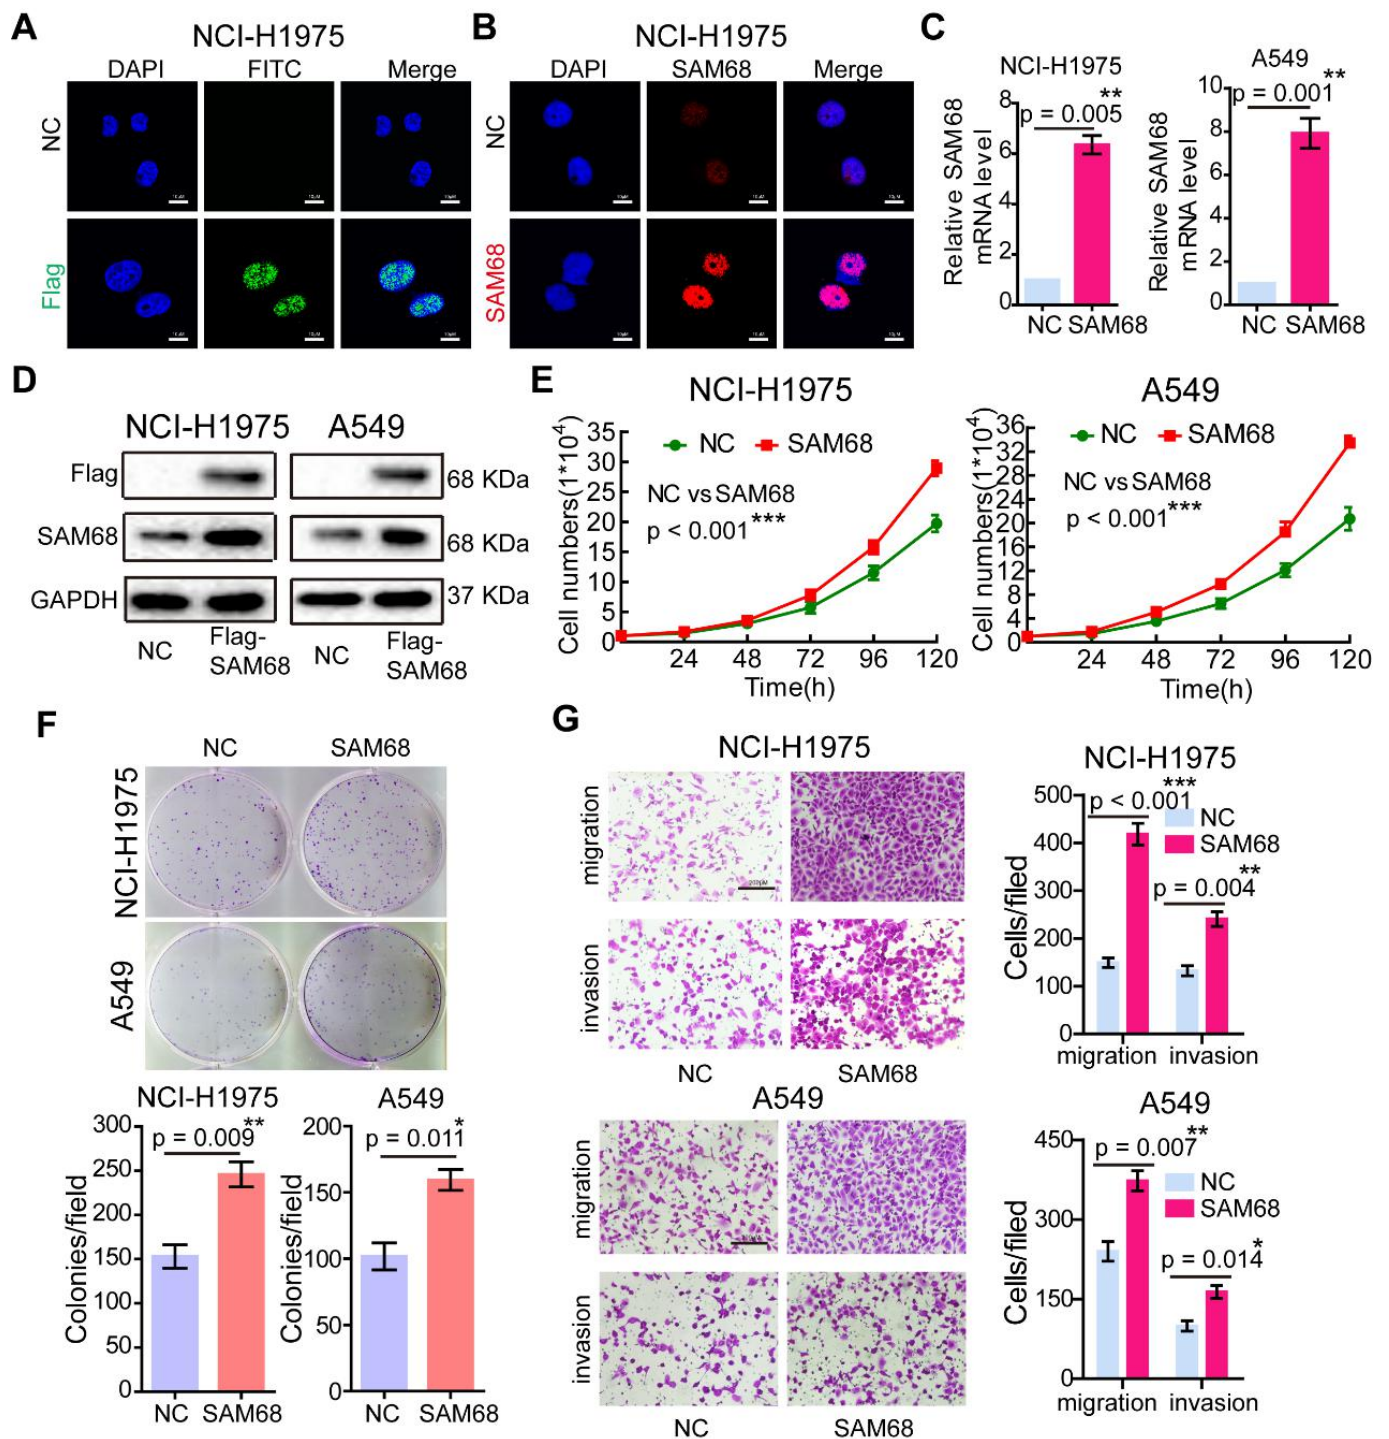 A
NCI-H1975
DAPI FITC Merge
NC
Flag
B
NCI-H1975
DAPI SAM68 Merge
NC
SAM68
C
NCI-H1975
**
p = 0.005
Relative SAM68
mRNA level
8
6
4
2
0
NC SAM68
A549
**
p = 0.001
Relative SAM68
mRNA level
10
8
6
4
2
0
NC SAM68
D
NCI-H1975 A549
Flag 68 KDa
SAM68 68 KDa
GAPDH 37 KDa
NC Flag-
SAM68
NC Flag-
SAM68
E
NCI-H1975
Cell numbers(1*10⁴)
35
30
25
20
15
10
5
0
NC SAM68
NC vs SAM68
p < 0.001***
24 48 72 96 120
Time(h)
A549
Cell numbers(1*10⁴)
36
32
28
24
20
16
12
8
4
0
NC SAM68
NC vs SAM68
p < 0.001***
24 48 72 96 120
Time(h)
F
NC SAM68
NCI-H1975
A549
NCI-H1975
**
p = 0.009
Colonies/field
300
250
200
150
100
50
0
NC SAM68
A549
*
p = 0.011
Colonies/field
200
150
100
50
0
NC SAM68
G
NCI-H1975
migration
invasion
NC SAM68
A549
migration
invasion
NC SAM68
NCI-H1975
***
p < 0.001
NC
SAM68
**
p = 0.004
Cells/filed
500
400
300
200
100
0
migration invasion
A549
**
p = 0.007
NC
SAM68
*
p = 0.014
Cells/filed
450
300
150
0
migration invasion